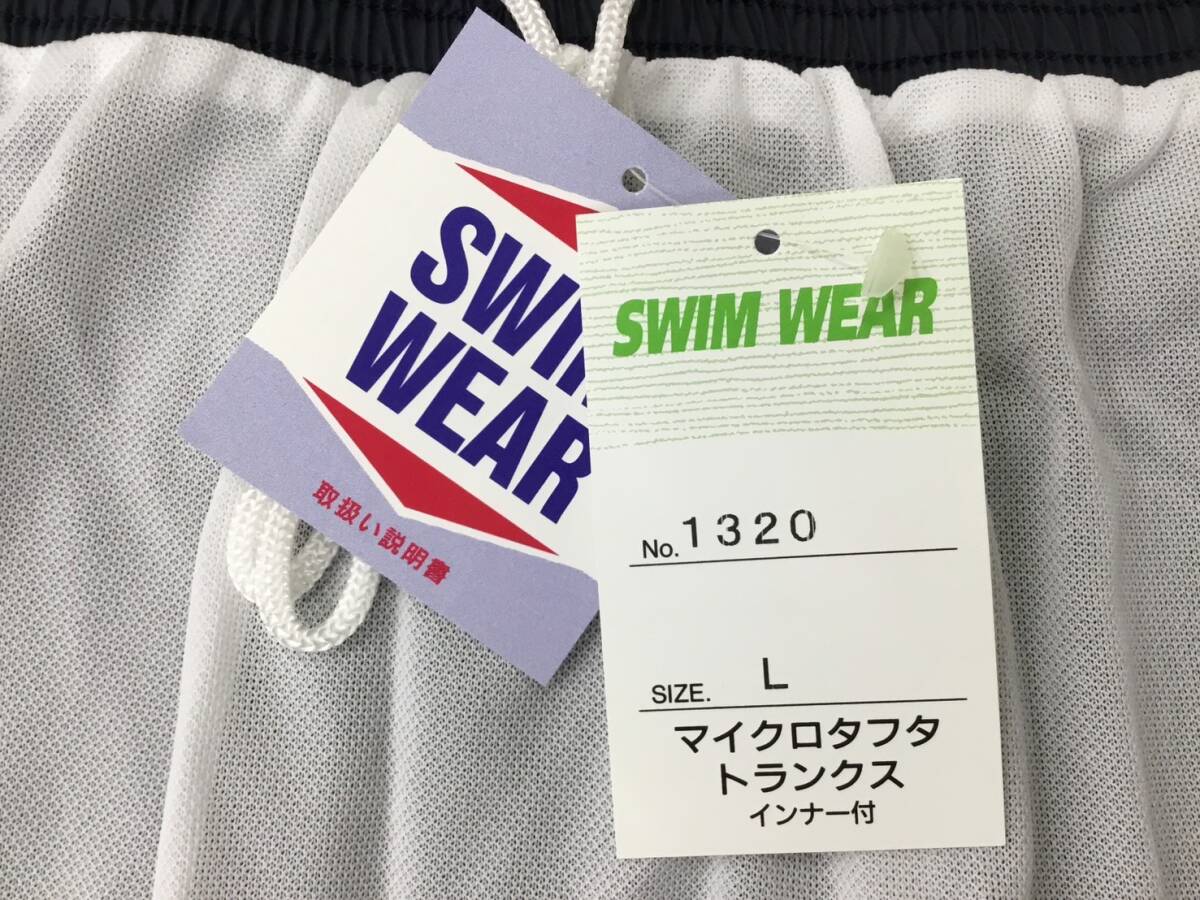 SWIM
WEAR
取扱い説明書
SWIM WEAR
No. 1320
SIZE. L
マイクロタフタ
トランクス
インナー付